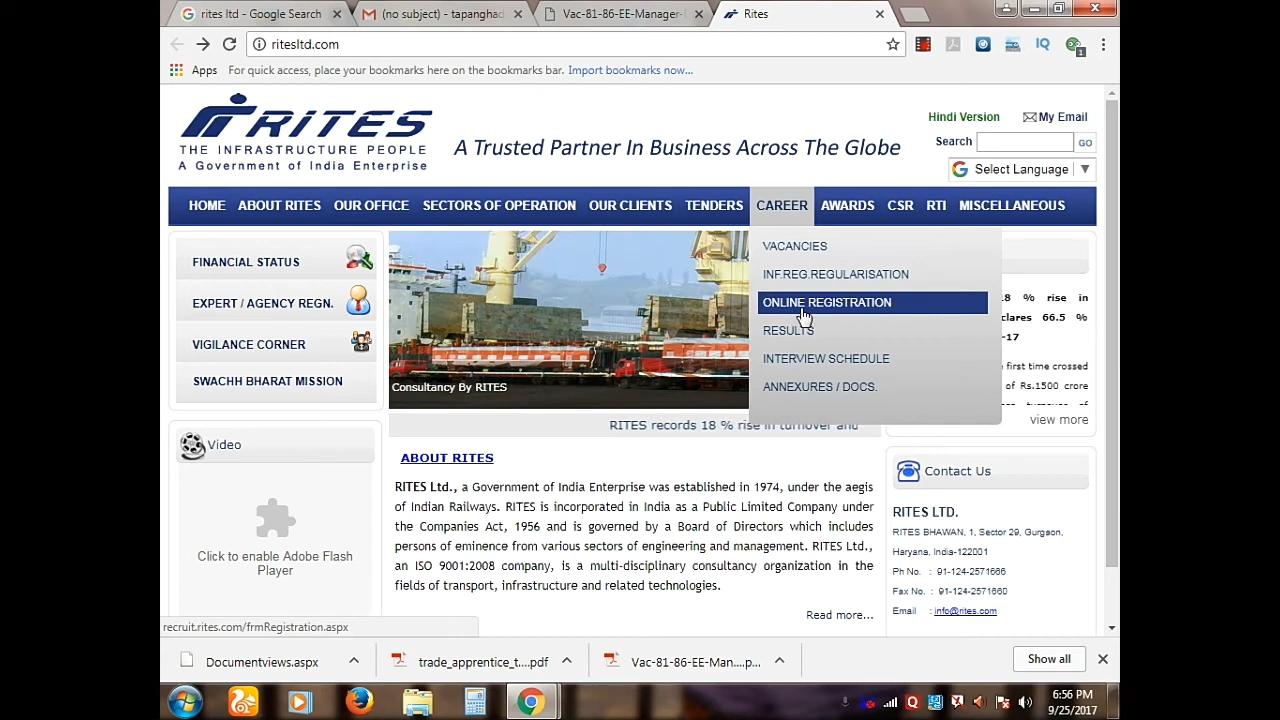 rites ltd - Google Search
(no subject) - tapanghad
Vac-81-86-EE-Manager-
Rites
ritesltd.com
IQ
1
Apps
For quick access, place your bookmarks here on the bookmarks bar. Import bookmarks now...
RITES
THE INFRASTRUCTURE PEOPLE
A Government of India Enterprise
A Trusted Partner In Business Across The Globe
Hindi Version
My Email
Search
GO
Select Language
HOME
ABOUT RITES
OUR OFFICE
SECTORS OF OPERATION
OUR CLIENTS
TENDERS
CAREER
AWARDS
CSR
RTI
MISCELLANEOUS
FINANCIAL STATUS
EXPERT / AGENCY REGN.
VIGILANCE CORNER
SWACHH BHARAT MISSION
VACANCIES
INF.REG.REGULARISATION
ONLINE REGISTRATION
RESULTS
INTERVIEW SCHEDULE
ANNEXURES / DOCS.
Consultancy By RITES
18 % rise in
clares 66.5 %
-17
first time crossed
of Rs.1500 crore
view more
RITES records 18 % rise in turnover and
Video
Click to enable Adobe Flash
Player
ABOUT RITES
RITES Ltd., a Government of India Enterprise was established in 1974, under the aegis
of Indian Railways. RITES is incorporated in India as a Public Limited Company under
the Companies Act, 1956 and is governed by a Board of Directors which includes
persons of eminence from various sectors of engineering and management. RITES Ltd.,
an ISO 9001:2008 company, is a multi-disciplinary consultancy organization in the
fields of transport, infrastructure and related technologies.
Read more...
Contact Us
RITES LTD.
RITES BHAWAN, 1, Sector 29, Gurgaon,
Haryana, India-122001
Ph No. : 91-124-2571666
Fax No. : 91-124-2571660
Email : info@rites.com
recruit.rites.com/frmRegistration.aspx
Documentviews.aspx
trade_apprentice_t....pdf
Vac-81-86-EE-Man....p...
Show all
6:56 PM
9/25/2017